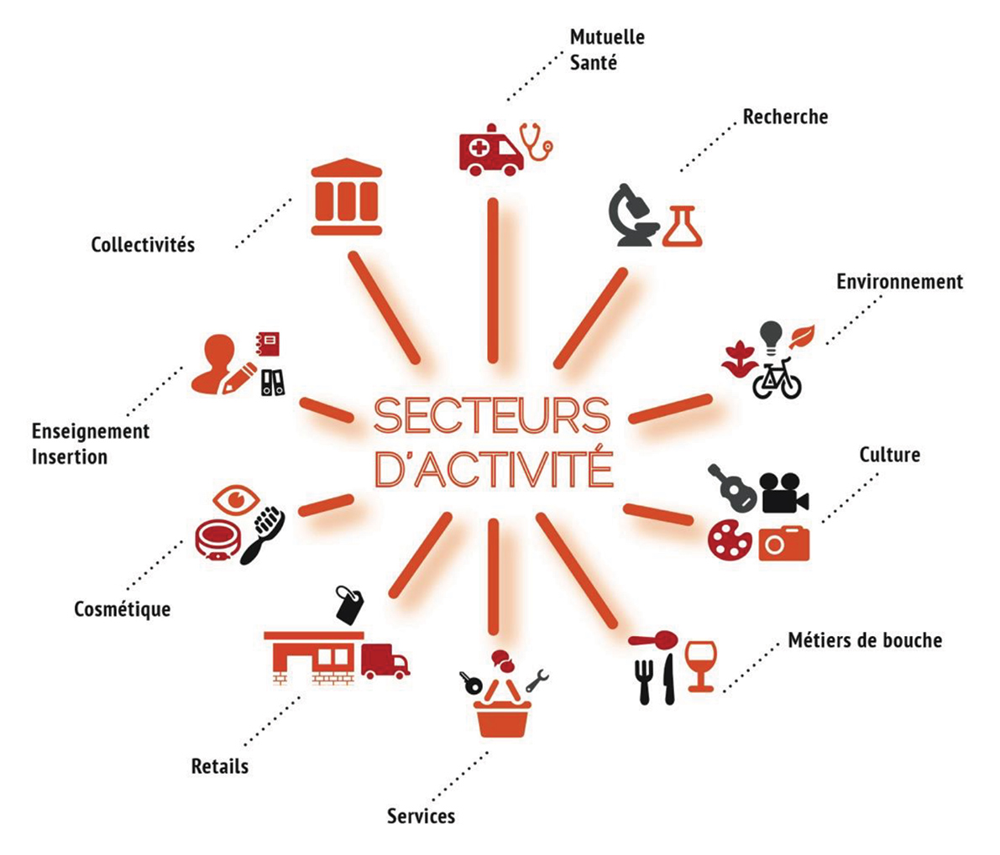 Mutuelle
Santé
Recherche
Collectivités
Environnement
Enseignement
Insertion
SECTEURS
D'ACTIVITÉ
Culture
Cosmétique
Métiers de bouche
Retails
Services